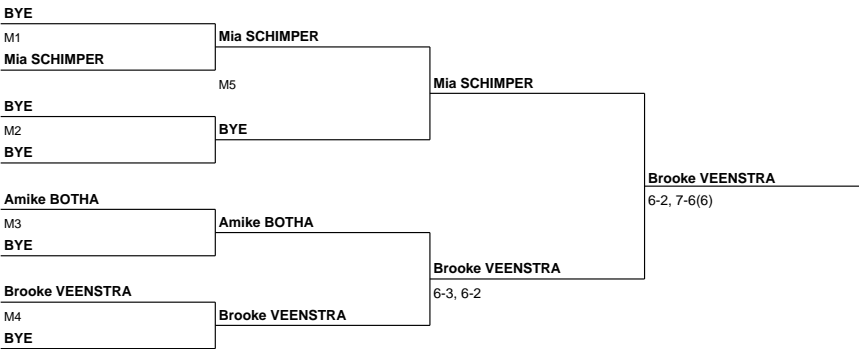 BYE
M1
Mia SCHIMPER
BYE
M2
BYE
Amike BOTHA
M3
BYE
Brooke VEENSTRA
M4
BYE
Mia SCHIMPER
M5
BYE
Amike BOTHA
Brooke VEENSTRA
Mia SCHIMPER
Brooke VEENSTRA
6-3, 6-2
Brooke VEENSTRA
6-2, 7-6(6)